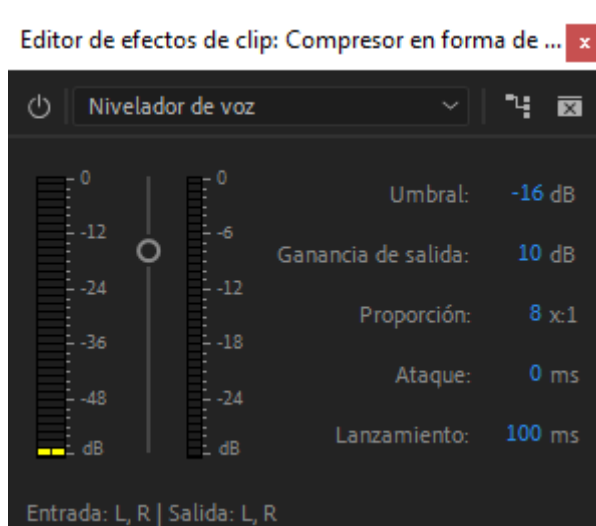 Editor de efectos de clip: Compresor en forma de ... x
Nivelador de voz
0 0
-12 -6
-24 -12
-36 -18
-48 -24
dB dB
Umbral: -16 dB
Ganancia de salida: 10 dB
Proporción: 8 x:1
Ataque: 0 ms
Lanzamiento: 100 ms
Entrada: L, R | Salida: L, R